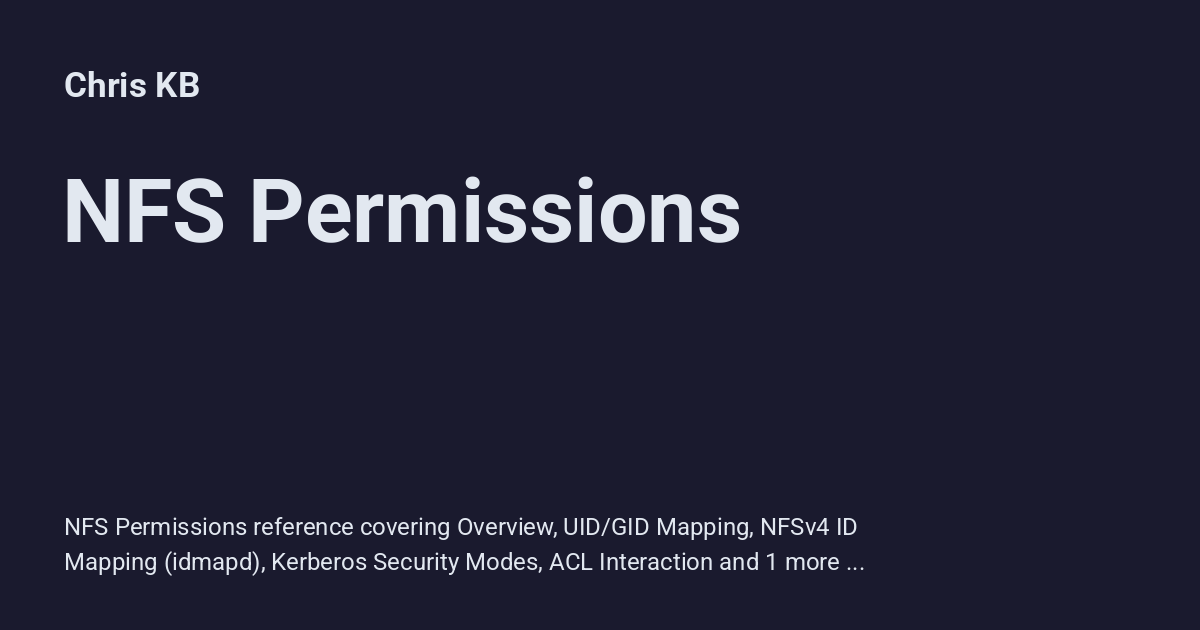 Chris KB
NFS Permissions
NFS Permissions reference covering Overview, UID/GID Mapping, NFSv4 ID
Mapping (idmapd), Kerberos Security Modes, ACL Interaction and 1 more ...